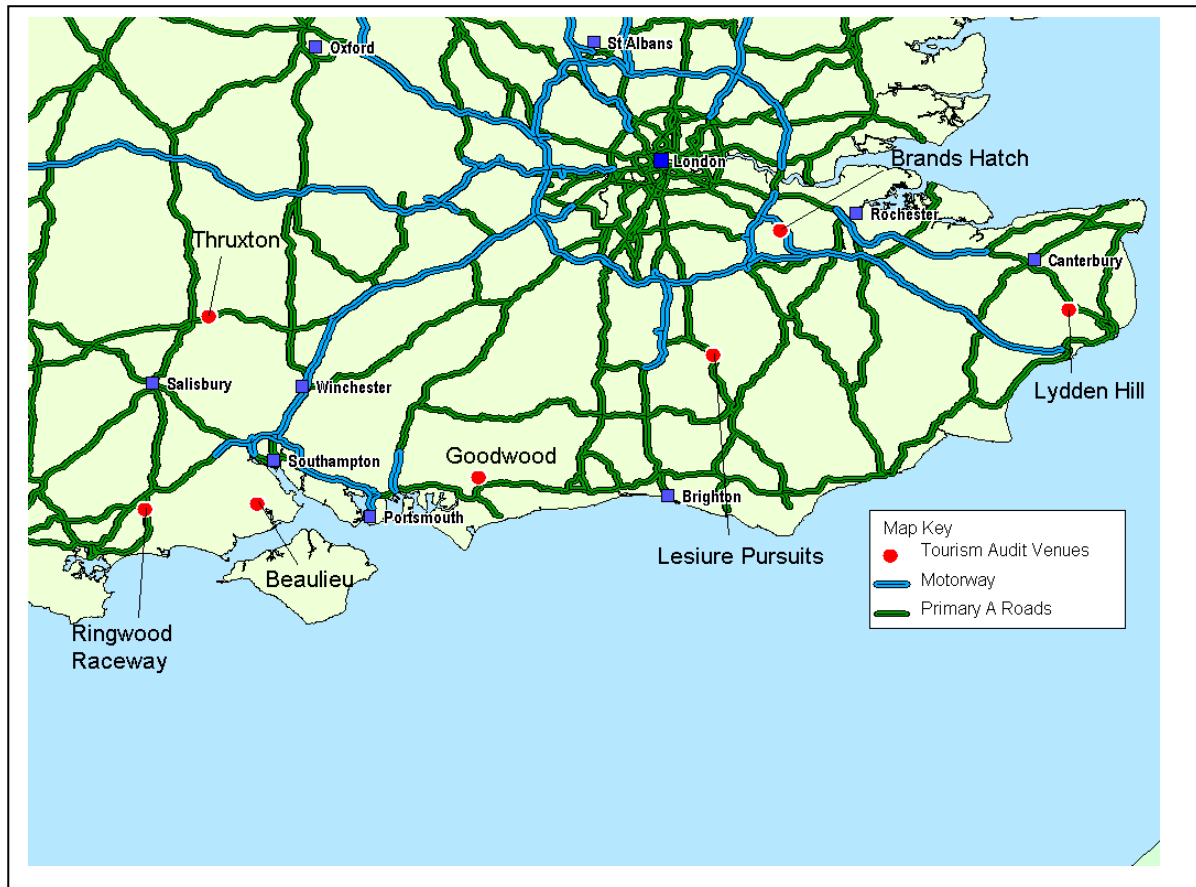 Oxford
St Albans
London
Brands Hatch
Rochester
Thruxton
Canterbury
Salisbury
Winchester
Lydden Hill
Southampton
Goodwood
Brighton
Portsmouth
Lesiure Pursuits
Beaulieu
Ringwood
Raceway
Map Key
Tourism Audit Venues
Motorway
Primary A Roads